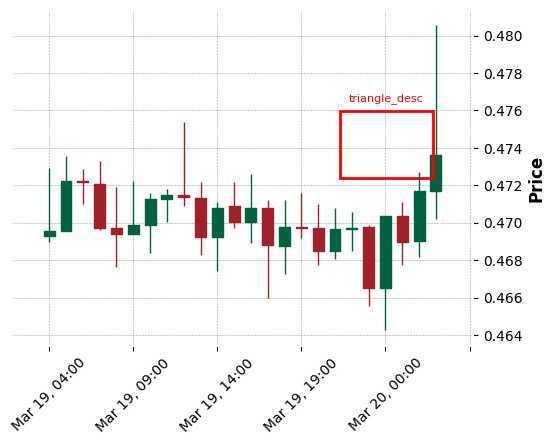 triangle_desc
0.480
0.478
0.476
0.474
0.472
0.470
0.468
0.466
0.464
Price
Mar 19, 04:00
Mar 19, 09:00
Mar 19, 14:00
Mar 19, 19:00
Mar 20, 00:00